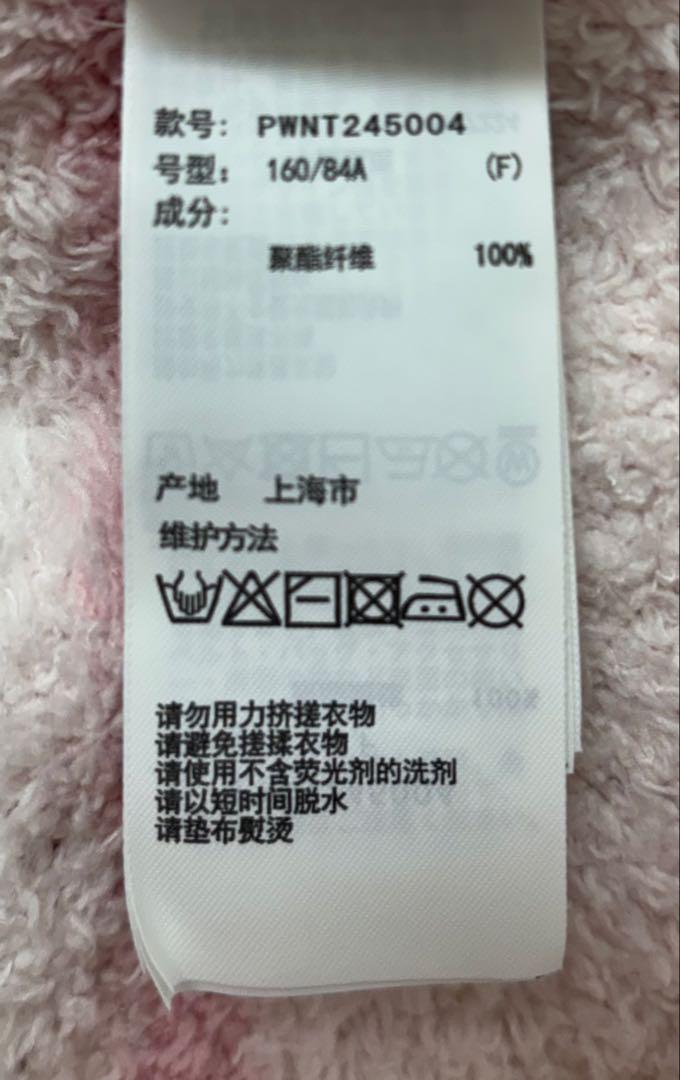 款号: PWNT245004
号型: 160/84A (F)
成分:
聚酯纤维 100%
产地 上海市
维护方法
请勿用力挤搓衣物
请避免搓揉衣物
请使用不含荧光剂的洗剂
请以短时间脱水
请垫布熨烫